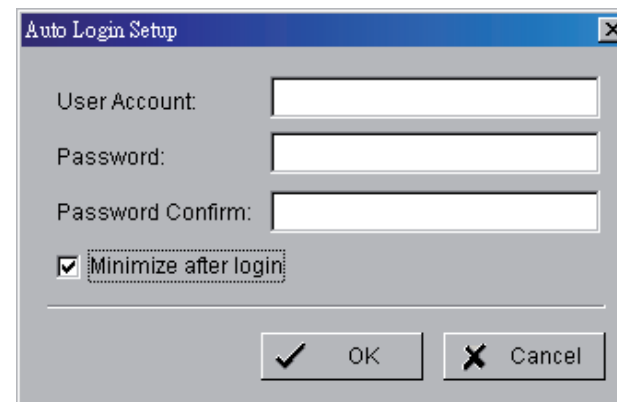 Auto Login Setup
User Account:
Password:
Password Confirm:
Minimize after login
OK
Cancel